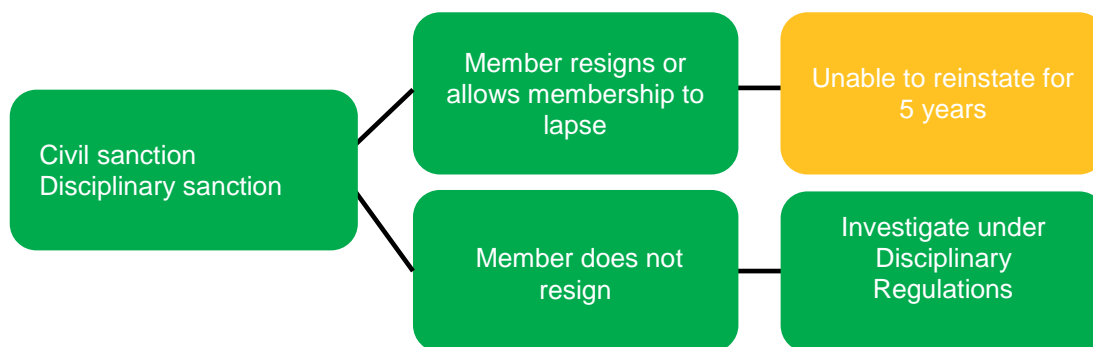 Civil sanction
Disciplinary sanction
Member resigns or
allows membership to
lapse
Unable to reinstate for
5 years
Member does not
resign
Investigate under
Disciplinary
Regulations